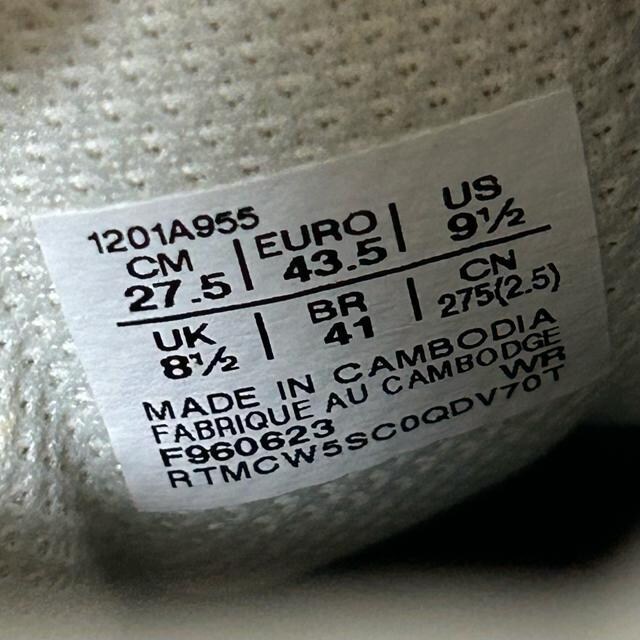 1201A955
CM 27.5 | EURO 43.5 | US 9½
UK 8½ | BR 41 | CN 275(2.5)
MADE IN CAMBODIA
FABRIQUE AU CAMBODGE
F960623 WR
RTMCW5SC0QDV70T